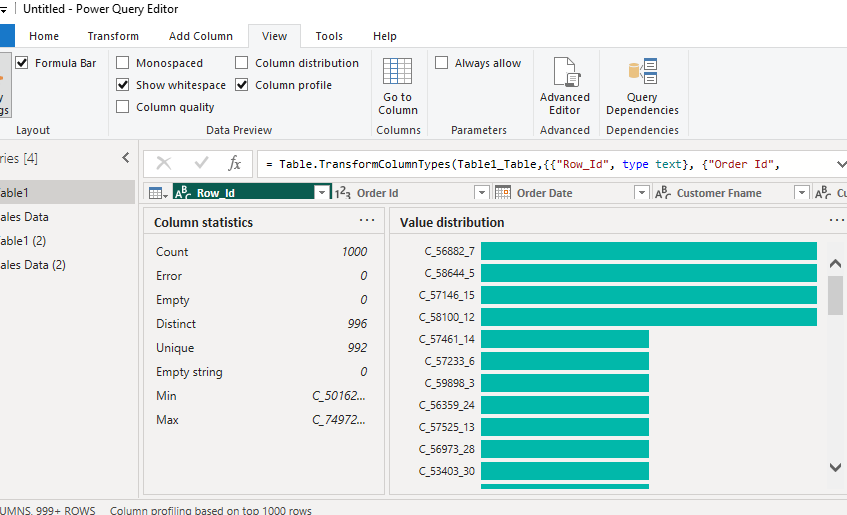 Untitled - Power Query Editor
Home Transform Add Column View Tools Help
Formula Bar Monospaced Column distribution Always allow
Show whitespace Column profile
Column quality
Go to Column
Advanced Editor
Query Dependencies
Layout Data Preview Columns Parameters Advanced Dependencies
ries [4]
= Table.TransformColumnTypes(Table1_Table,{{"Row_Id", type text}, {"Order Id",
able1
ales Data
able1 (2)
ales Data (2)
Row_Id Order Id Order Date Customer Fname Cu
Column statistics
Count 1000
Error 0
Empty 0
Distinct 996
Unique 992
Empty string 0
Min C_50162...
Max C_74972...
Value distribution
C_56882_7
C_58644_5
C_57146_15
C_58100_12
C_57461_14
C_57233_6
C_59898_3
C_56359_24
C_57525_13
C_56973_28
C_53403_30
UMNS, 999+ ROWS Column profiling based on top 1000 rows